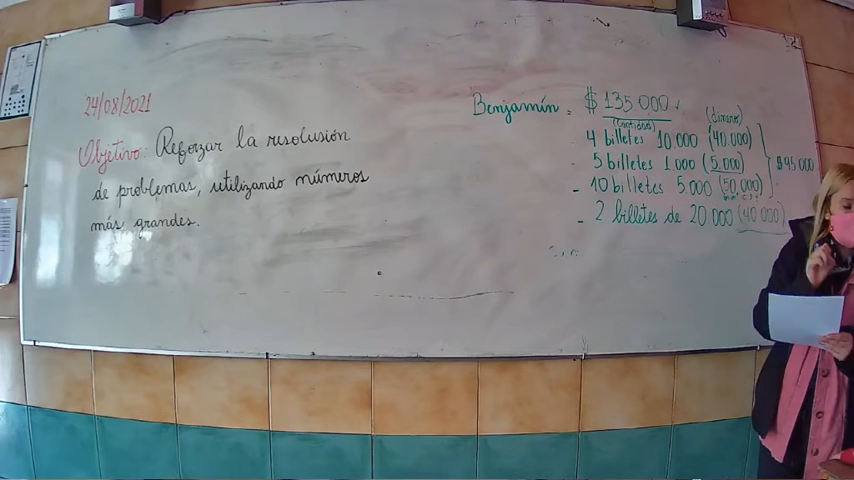 24/08/2021
Objetivo: Reforzar la resolusión
de problemas, utilizando números
más grandes.
Benjamín = $ 135.000
(cantidad) (dinero)
- 4 billetes 10.000 (40.000)
- 5 billetes 1.000 (5.000)
- 10 billetes 5.000 (50.000)
- 2 billetes de 20.000 (40.000)
$95.000